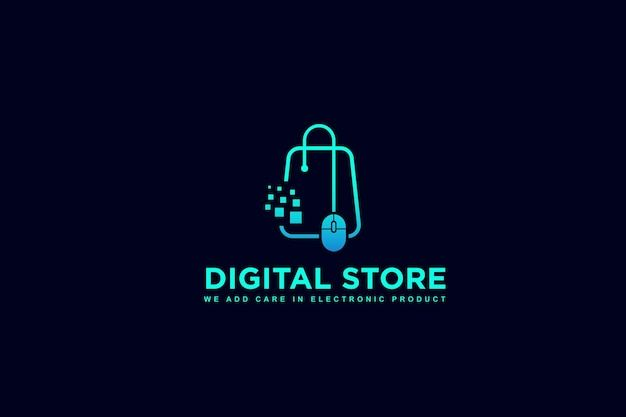 DIGITAL STORE
WE ADD CARE IN ELECTRONIC PRODUCT